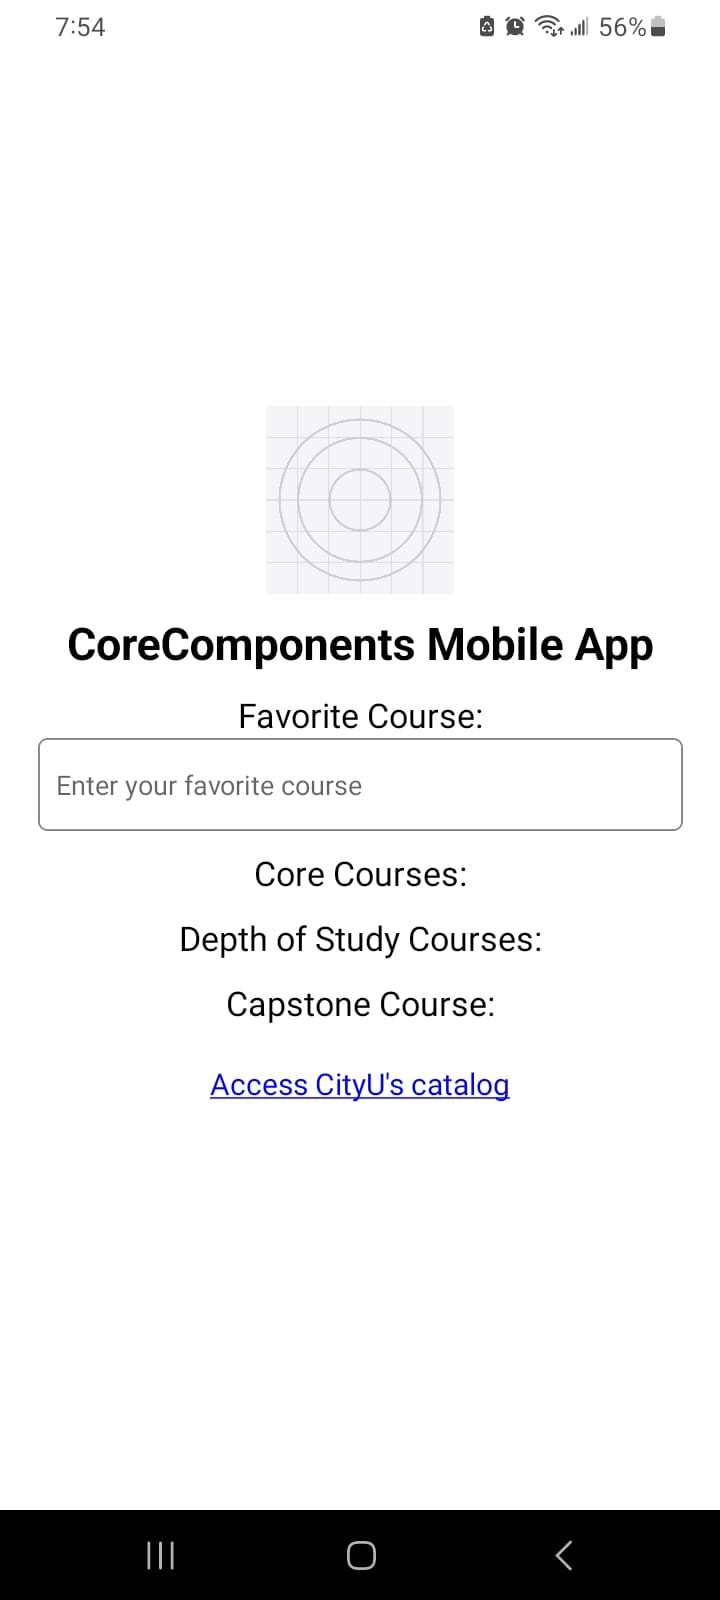 7:54 56%
CoreComponents Mobile App
Favorite Course:
Enter your favorite course
Core Courses:
Depth of Study Courses:
Capstone Course:
Access CityU's catalog